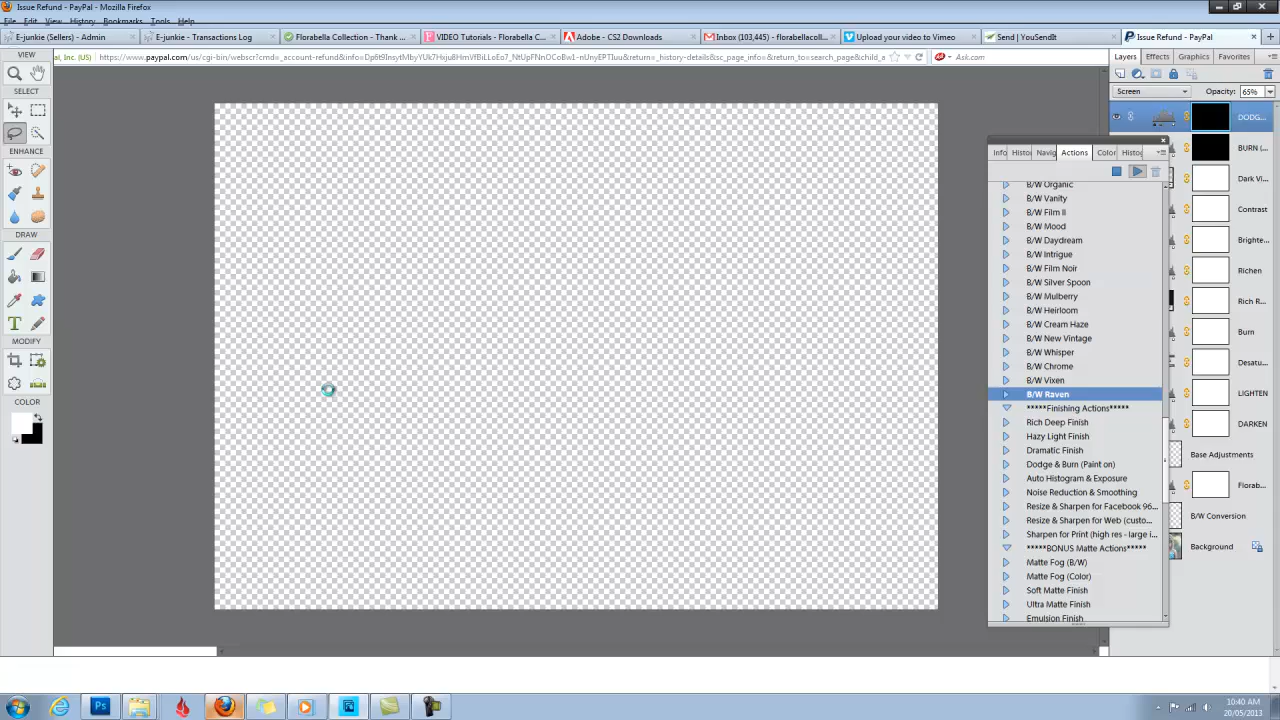 Issue Refund - PayPal - Mozilla Firefox
File Edit View History Bookmarks Tools Help
E-junkie (Sellers) - Admin
E-junkie - Transactions Log
Florabella Collection - Thank ...
VIDEO Tutorials - Florabella C...
Adobe - CS2 Downloads
Inbox (103,445) - florabellacoll...
Upload your video to Vimeo
Send | YouSendIt
Issue Refund - PayPal
Ask.com
VIEW
SELECT
ENHANCE
DRAW
MODIFY
COLOR
Layers Effects Graphics Favorites
Screen Opacity: 65%
DODG...
BURN (...
Dark Vi...
Contrast
Brighte...
Richen
Rich R...
Burn
Desatu...
LIGHTEN
DARKEN
Base Adjustments
Florab...
B/W Conversion
Background
Info Histo Navig Actions Color Histog
B/W Organic
B/W Vanity
B/W Film II
B/W Mood
B/W Daydream
B/W Intrigue
B/W Film Noir
B/W Silver Spoon
B/W Mulberry
B/W Heirloom
B/W Cream Haze
B/W New Vintage
B/W Whisper
B/W Chrome
B/W Vixen
B/W Raven
*****Finishing Actions*****
Rich Deep Finish
Hazy Light Finish
Dramatic Finish
Dodge & Burn (Paint on)
Auto Histogram & Exposure
Noise Reduction & Smoothing
Resize & Sharpen for Facebook 96...
Resize & Sharpen for Web (custo...
Sharpen for Print (high res - large i...
*****BONUS Matte Actions*****
Matte Fog (B/W)
Matte Fog (Color)
Soft Matte Finish
Ultra Matte Finish
Emulsion Finish
Ps
10:40 AM
20/05/2013